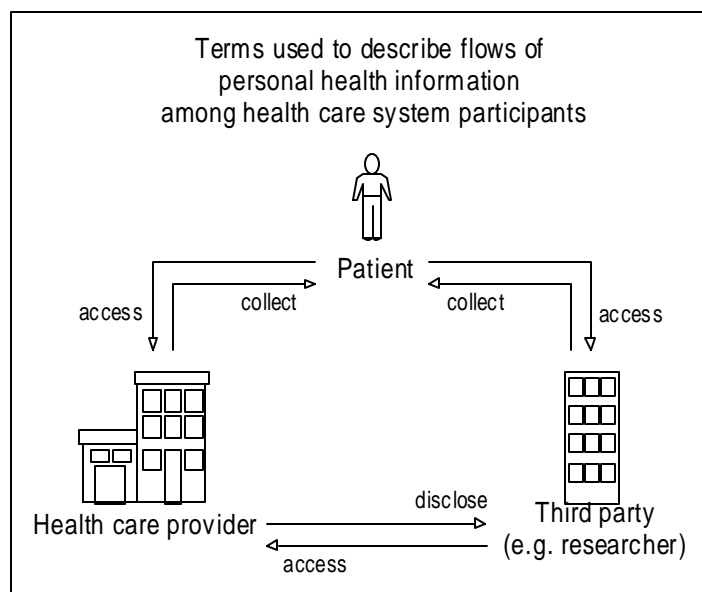 Terms used to describe flows of
personal health information
among health care system participants
Patient
access
collect
collect
access
Health care provider
disclose
access
Third party
(e.g. researcher)